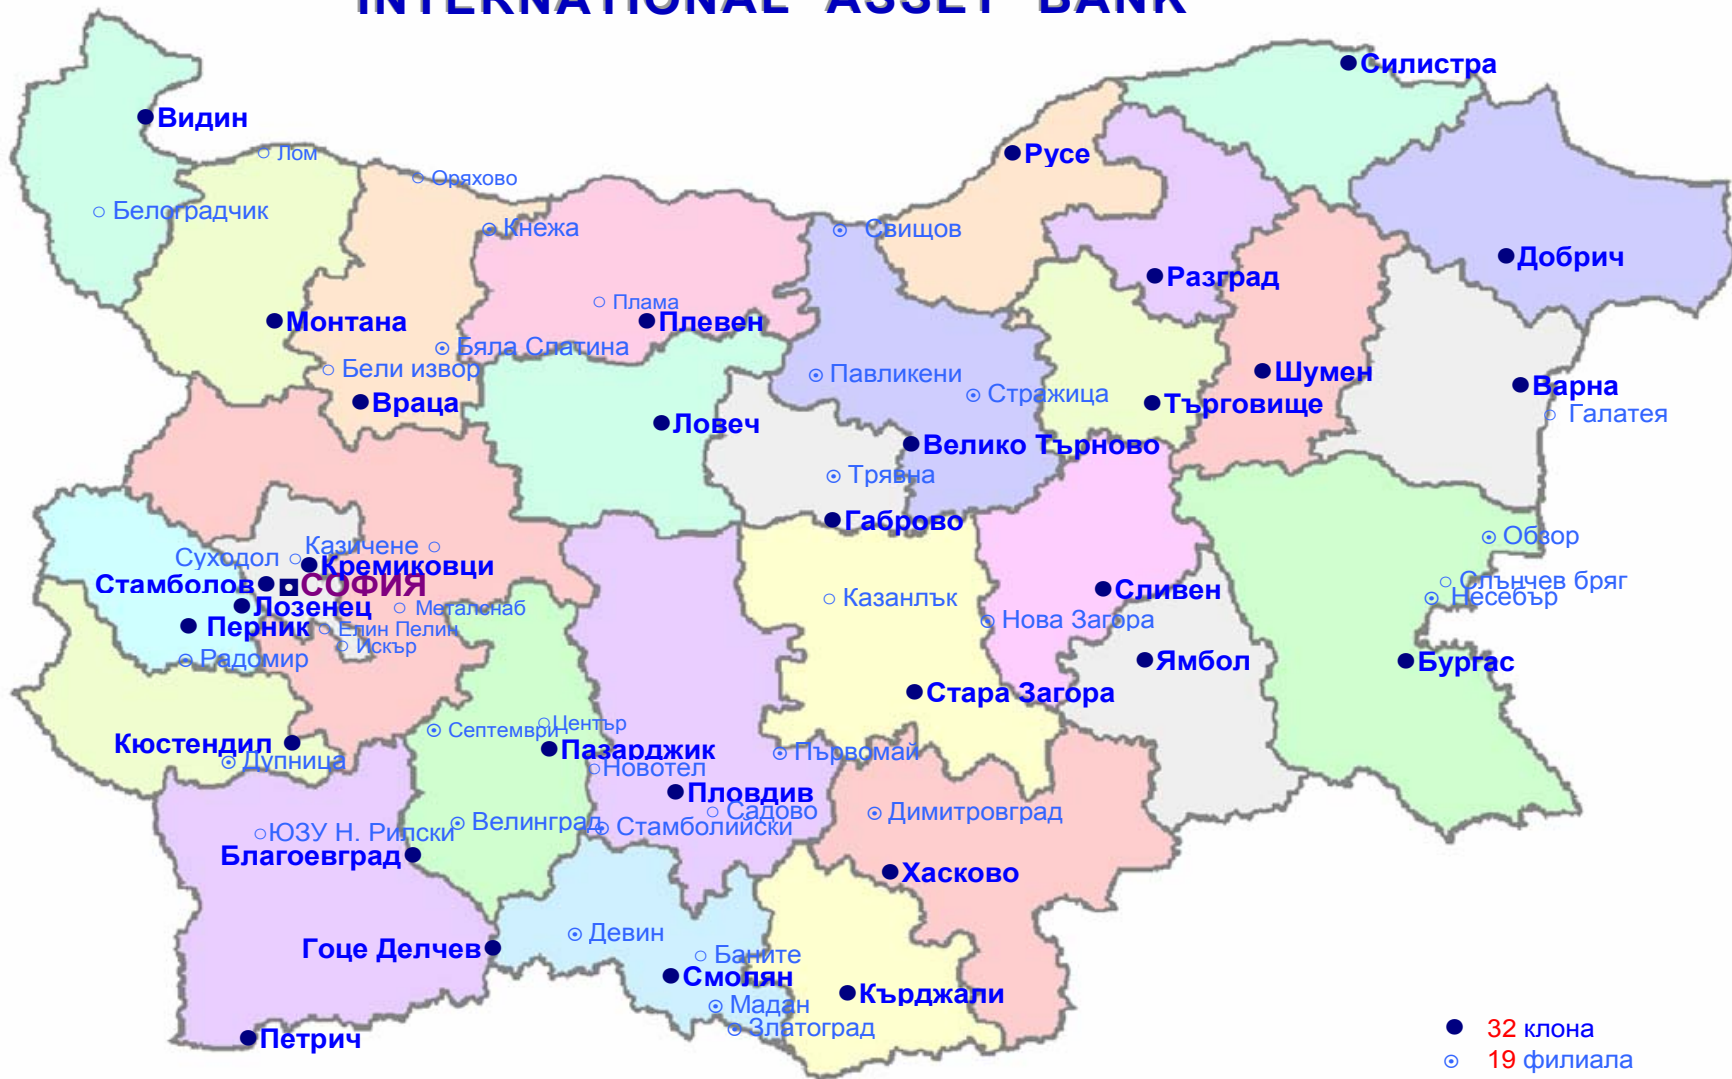 INTERNATIONAL ASSET BANK
Силистра
Видин
Русе
Лом
Оряхово
Белоградчик
Кнежа
Свищов
Добрич
Разград
Плама
Монтана
Плевен
Бяла Слатина
Бели извор
Павликени
Шумен
Варна
Стражица
Враца
Търговище
Галатея
Ловеч
Велико Търново
Трявна
Габрово
Обзор
Казичене
Суходол
Кремиковци
Стамболов
СОФИЯ
Слънчев бряг
Сливен
Несебър
Казанлък
Лозенец
Металснаб
Нова Загора
Перник
Елин Пелин
Искър
Радомир
Ямбол
Бургас
Стара Загора
Център
Септември
Кюстендил
Пазарджик
Първомай
Дупница
Новотел
Пловдив
Садово
Димитровград
Велинград
Стамболийски
ЮЗУ Н. Рилски
Благоевград
Хасково
Девин
Гоце Делчев
Баните
Смолян
Кърджали
Мадан
Златоград
Петрич
32 клона
19 филиала